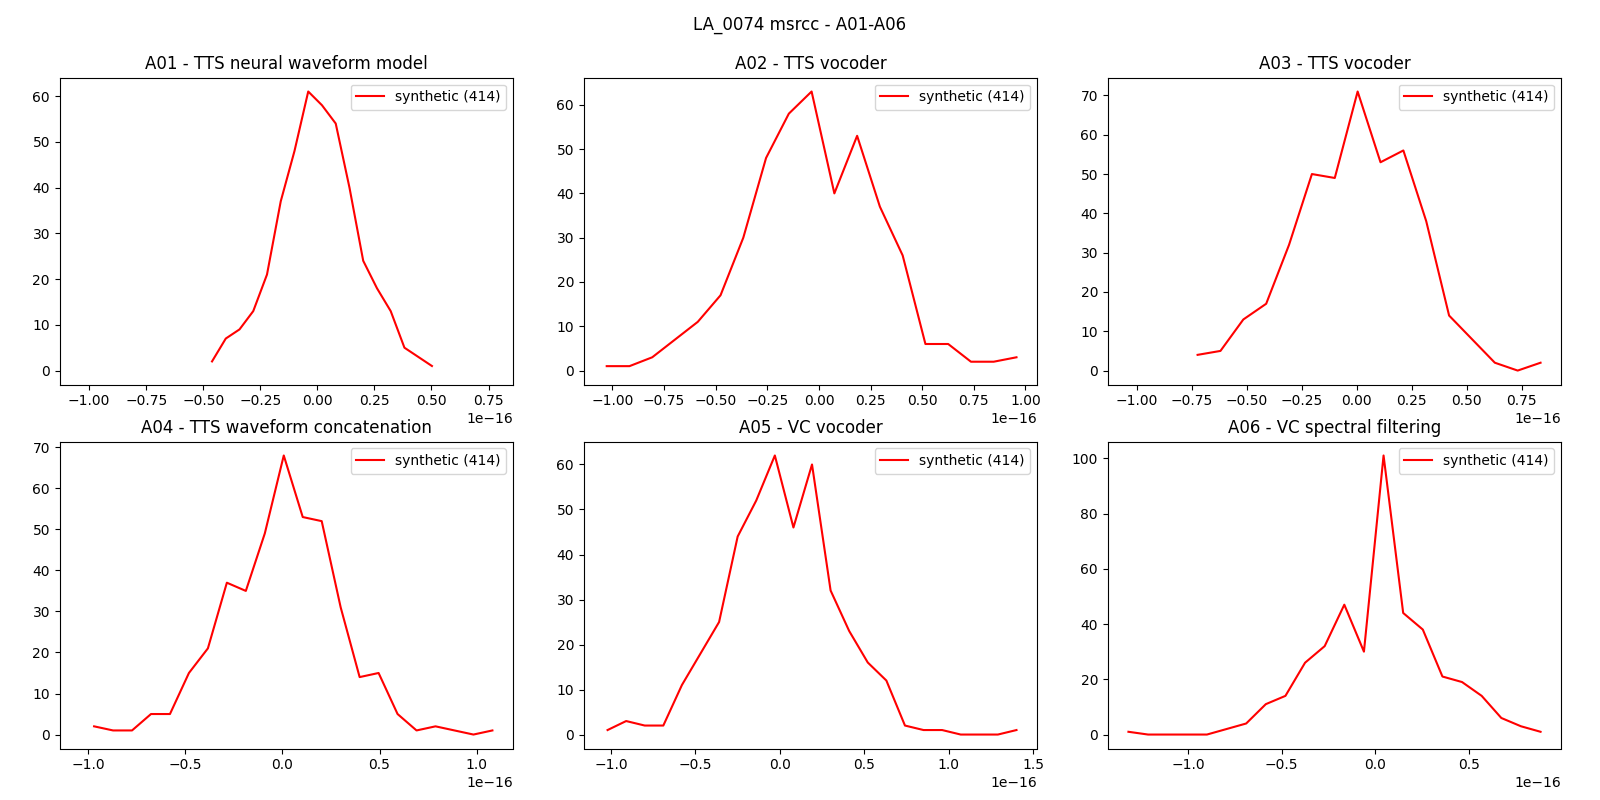 LA_0074 msrcc - A01-A06
A01 - TTS neural waveform model
synthetic (414)
60
50
40
30
20
10
0
−1.00 −0.75 −0.50 −0.25 0.00 0.25 0.50 0.75
1e−16
A02 - TTS vocoder
synthetic (414)
60
50
40
30
20
10
0
−1.00 −0.75 −0.50 −0.25 0.00 0.25 0.50 0.75 1.00
1e−16
A03 - TTS vocoder
synthetic (414)
70
60
50
40
30
20
10
0
−1.00 −0.75 −0.50 −0.25 0.00 0.25 0.50 0.75
1e−16
A04 - TTS waveform concatenation
synthetic (414)
70
60
50
40
30
20
10
0
−1.0 −0.5 0.0 0.5 1.0
1e−16
A05 - VC vocoder
synthetic (414)
60
50
40
30
20
10
0
−1.0 −0.5 0.0 0.5 1.0 1.5
1e−16
A06 - VC spectral filtering
synthetic (414)
100
80
60
40
20
0
−1.0 −0.5 0.0 0.5
1e−16